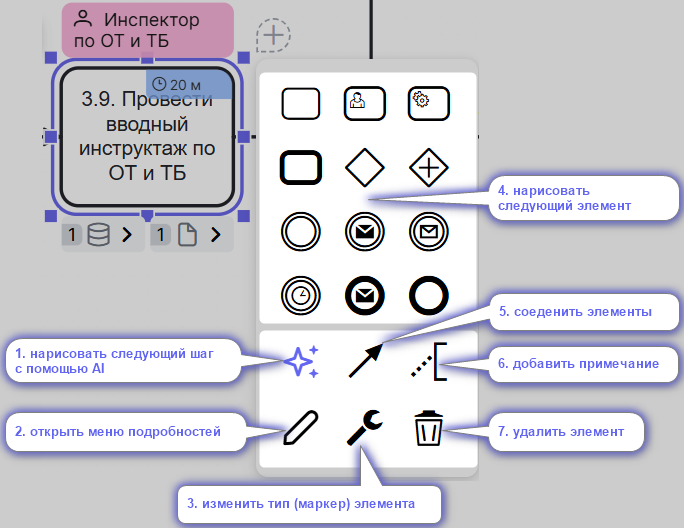 Инспектор
по ОТ и ТБ
20 м
3.9. Провести
вводный
инструктаж по
ОТ и ТБ
1
1
4. нарисовать
следующий элемент
5. соеденить элементы
1. нарисовать следующий шаг
с помощью AI
6. добавить примечание
2. открыть меню подробностей
7. удалить элемент
3. изменить тип (маркер) элемента